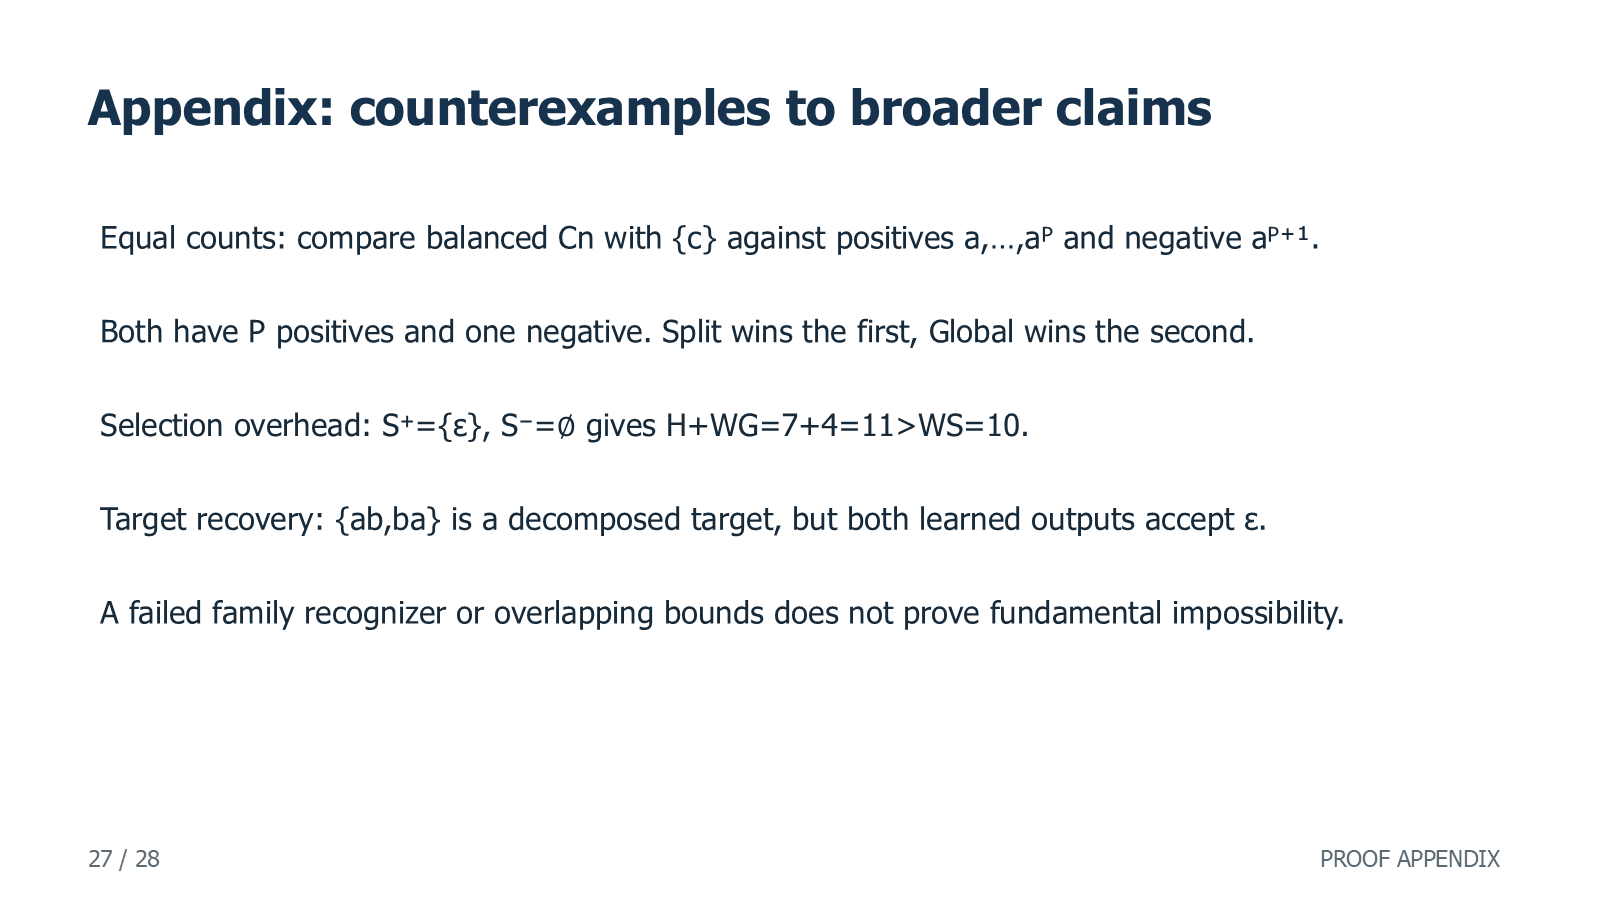 Appendix: counterexamples to broader claims
Equal counts: compare balanced Cn with {c} against positives a,…,aᴾ and negative aᴾ⁺¹.
Both have P positives and one negative. Split wins the first, Global wins the second.
Selection overhead: S⁺={ε}, S⁻=∅ gives H+WG=7+4=11>WS=10.
Target recovery: {ab,ba} is a decomposed target, but both learned outputs accept ε.
A failed family recognizer or overlapping bounds does not prove fundamental impossibility.
27 / 28
PROOF APPENDIX